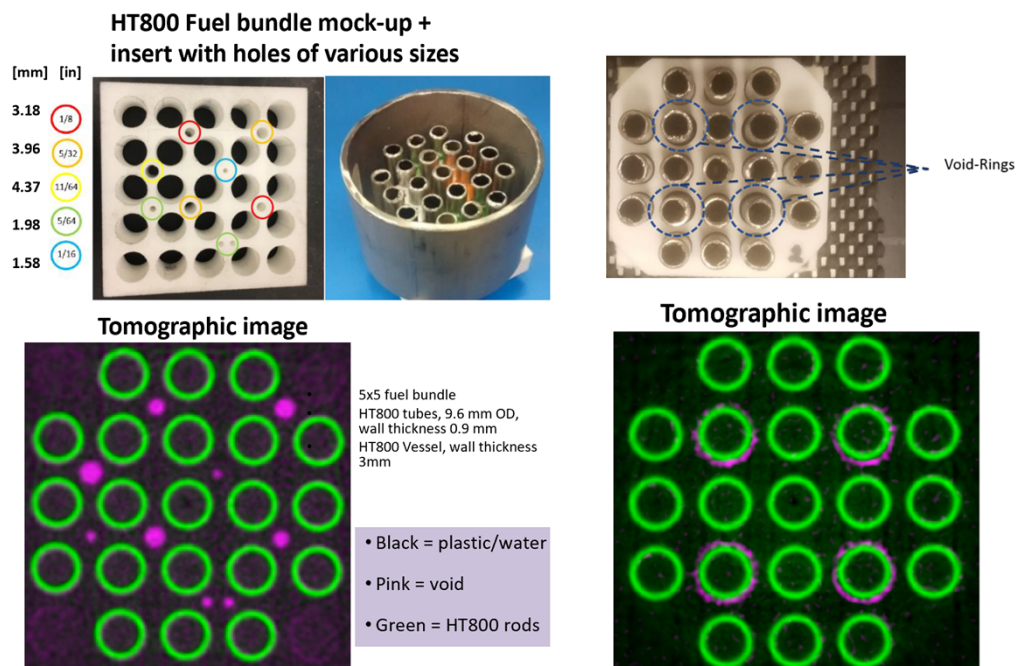 HT800 Fuel bundle mock-up +
insert with holes of various sizes
[mm] [in]
3.18
1/8
3.96
5/32
4.37
11/64
1.98
5/64
1.58
1/16
Void-Rings
Tomographic image
5x5 fuel bundle
HT800 tubes, 9.6 mm OD,
wall thickness 0.9 mm
HT800 Vessel, wall thickness
3mm
• Black = plastic/water
• Pink = void
• Green = HT800 rods
Tomographic image